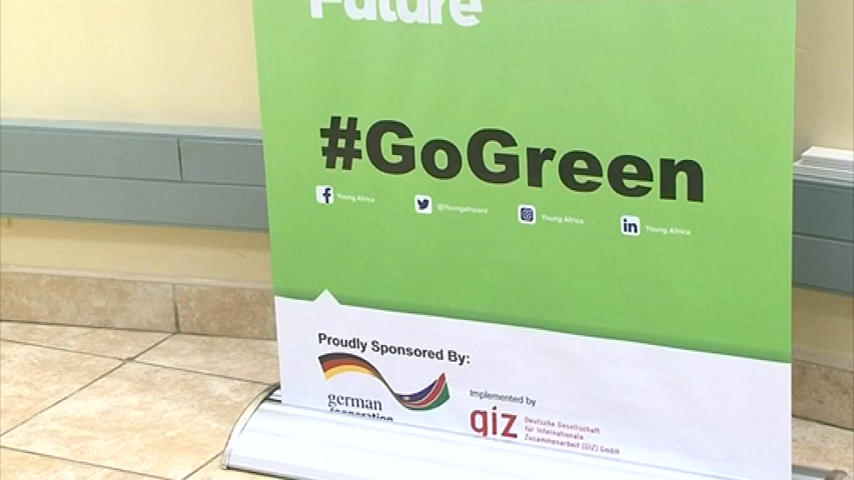 Future
#GoGreen
Young Africa
@Youngafricant
Young Africa
Young Africa
Proudly Sponsored By:
german
cooperation
Implemented by
giz
Deutsche Gesellschaft
für Internationale
Zusammenarbeit (GIZ) GmbH